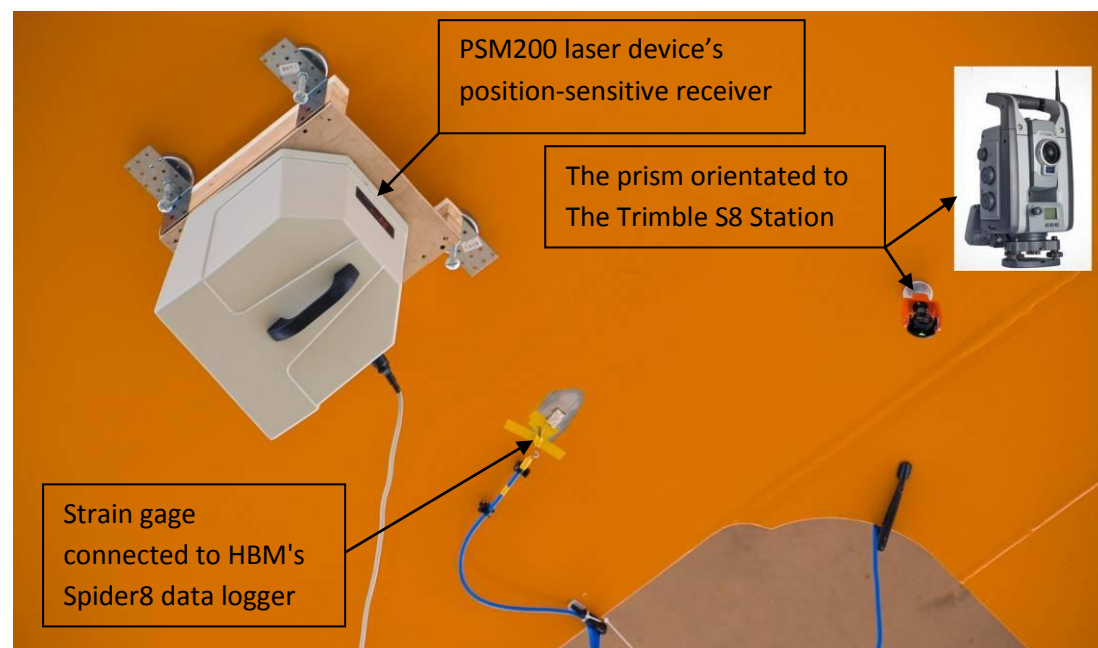 PSM200 laser device's
position-sensitive receiver
The prism orientated to
The Trimble S8 Station
Strain gage
connected to HBM's
Spider8 data logger